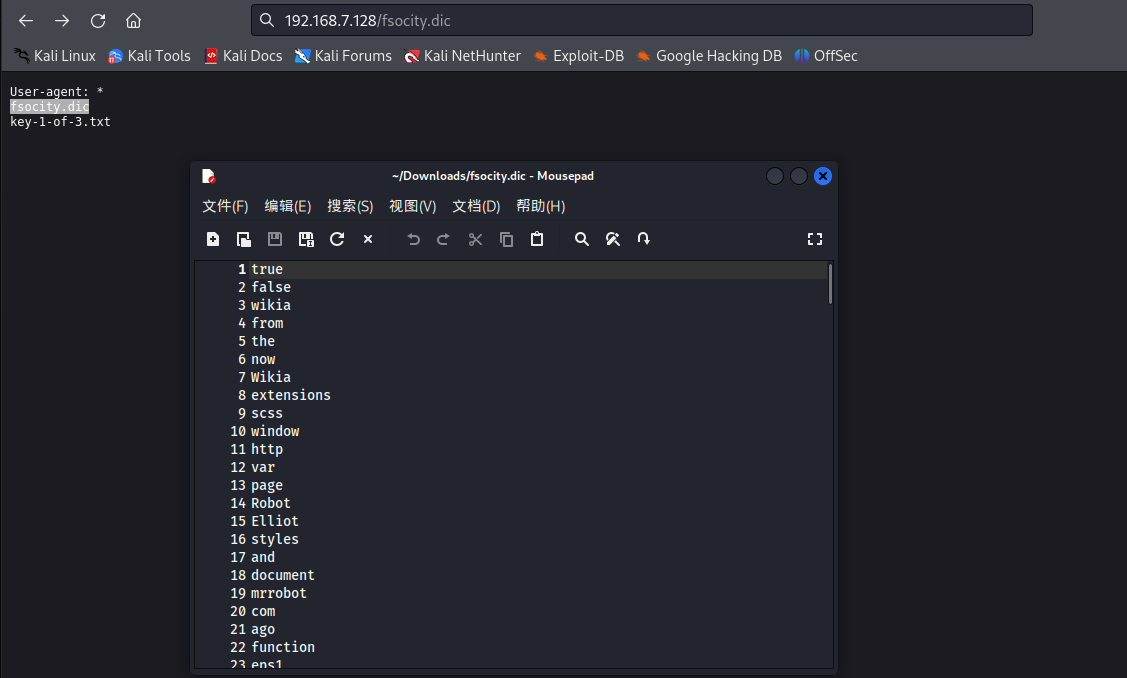 192.168.7.128/fsocity.dic
Kali Linux Kali Tools Kali Docs Kali Forums Kali NetHunter Exploit-DB Google Hacking DB OffSec
User-agent: *
fsocity.dic
key-1-of-3.txt
~/Downloads/fsocity.dic - Mousepad
文件(F) 编辑(E) 搜索(S) 视图(V) 文档(D) 帮助(H)
1 true
2 false
3 wikia
4 from
5 the
6 now
7 Wikia
8 extensions
9 scss
10 window
11 http
12 var
13 page
14 Robot
15 Elliot
16 styles
17 and
18 document
19 mrrobot
20 com
21 ago
22 function
23 eps1